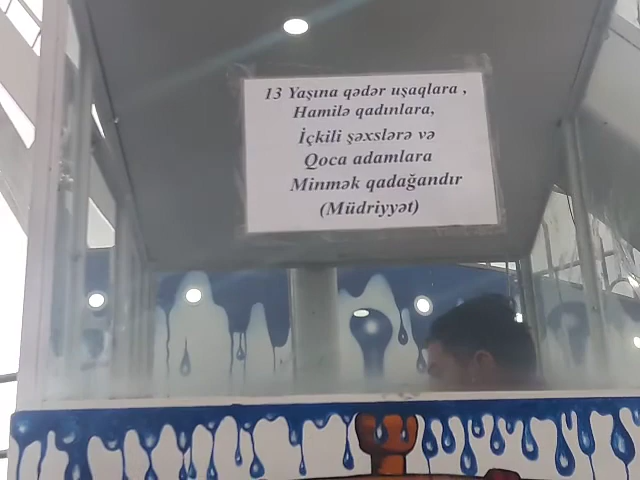 13 Yaşına qədər uşaqlara ,
Hamilə qadınlara,
İçkili şəxslərə və
Qoca adamlara
Minmək qadağandır
(Müdriyyət)